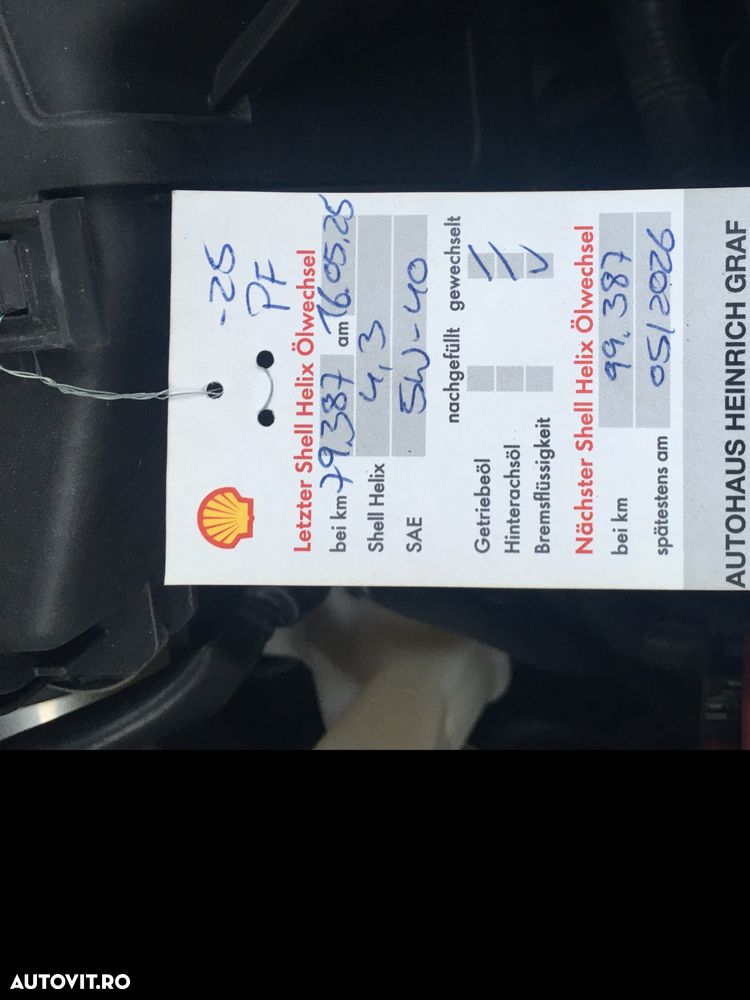 -25
PF
Letzter Shell Helix Ölwechsel
bei km 79.387 am 16.05.25
Shell Helix 4,3
SAE 5W-40
nachgefüllt gewechselt
Getriebeöl //
Hinterachsöl //
Bremsflüssigkeit ✓
Nächster Shell Helix Ölwechsel
bei km 99.387
spätestens am 05/2026
AUTOHAUS HEINRICH GRAF
AUTOVIT.RO